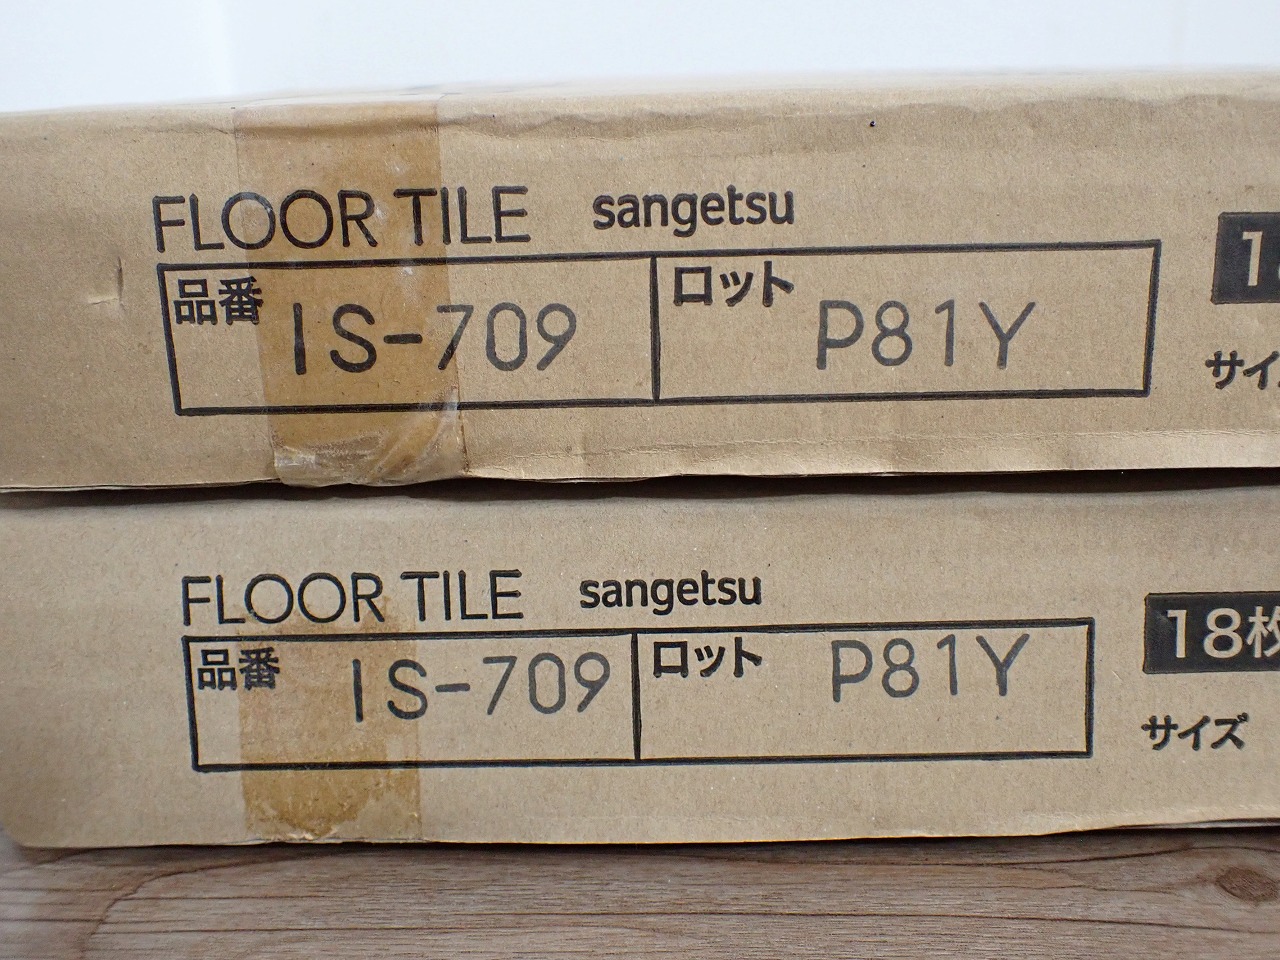 FLOOR TILE sangetsu
品番 IS-709 ロット P81Y
サイ
FLOOR TILE sangetsu
18枚
品番 IS-709 ロット P81Y
サイズ